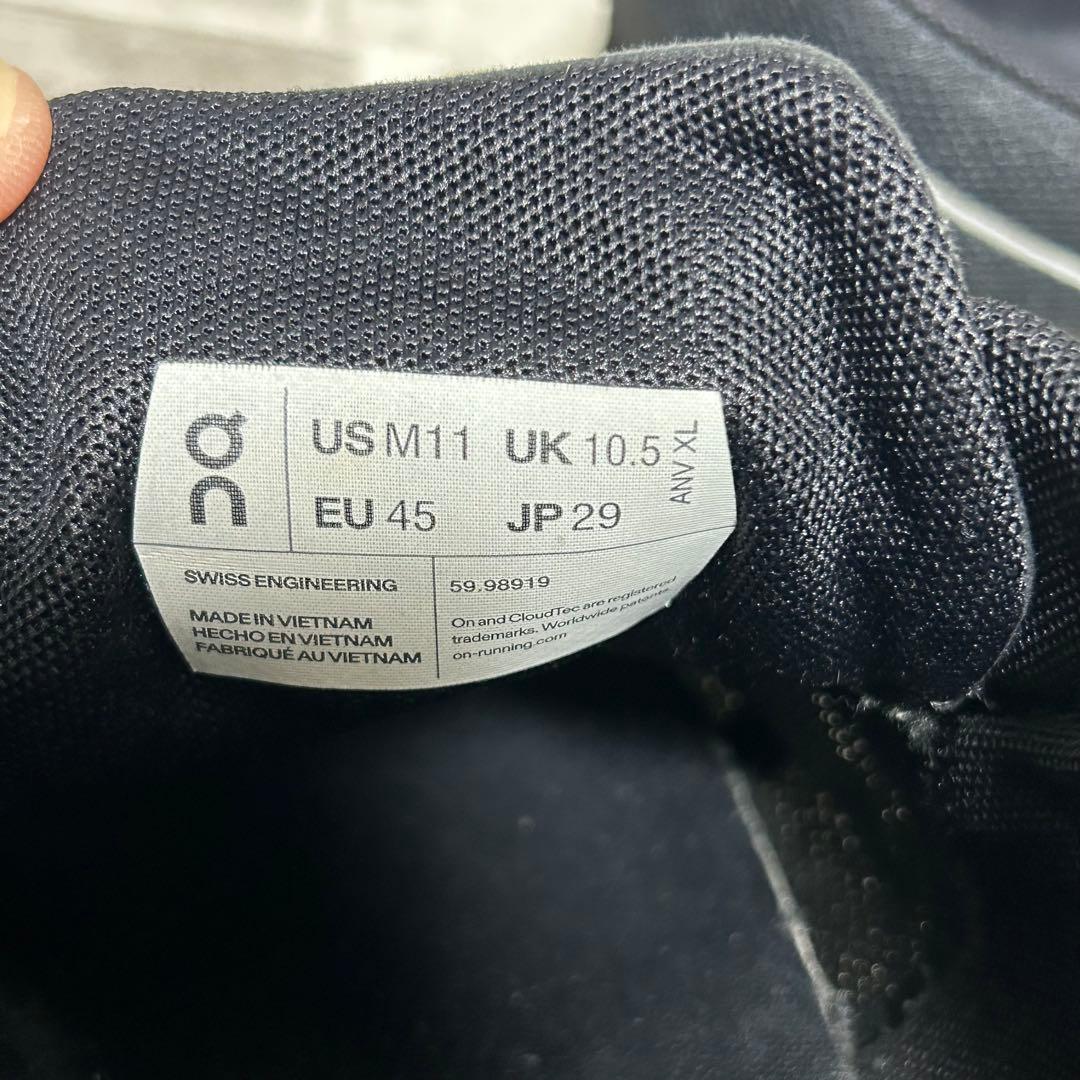 on
US M11 UK 10.5
EU 45 JP 29
ANV XL
SWISS ENGINEERING
MADE IN VIETNAM
HECHO EN VIETNAM
FABRIQUÉ AU VIETNAM
59.98919
On and CloudTec are registered
trademarks. Worldwide patents.
on-running.com